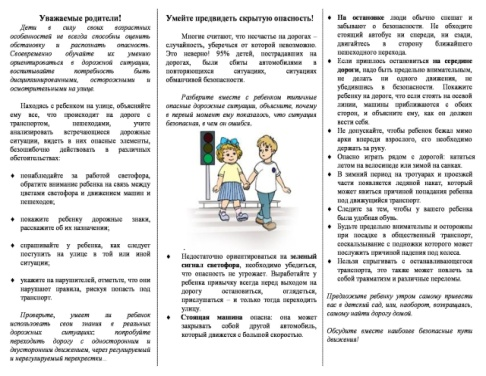 Уважаемые родители!
Дети в силу своих возрастных
особенностей не всегда способны оценить
обстановку и распознать опасность.
Своевременно обучайте их умению
ориентироваться в дорожной ситуации,
воспитывайте потребность быть
дисциплинированными, осторожными и
осмотрительными на улице.
Находясь с ребенком на улице, объясняйте
ему все, что происходит на дороге с
транспортом, пешеходами, учите
анализировать встречающиеся дорожные
ситуации, видеть в них опасные элементы,
безошибочно действовать в различных
обстоятельствах:
♦ понаблюдайте за работой светофора,
обратите внимание ребенка на связь между
цветами светофора и движением машин и
пешеходов;
♦ покажите ребенку дорожные знаки,
расскажите об их назначении;
♦ спрашивайте у ребенка, как следует
поступить на улице в той или иной
ситуации;
♦ укажите на нарушителей, отметьте, что они
нарушают правила, рискуя попасть под
транспорт.
Проверьте, умеет ли ребенок
использовать свои знания в реальных
дорожных ситуациях; попробуйте
переходить дорогу с односторонним и
двусторонним движением, через регулируемый
и нерегулируемый перекрестки...
Умейте предвидеть скрытую опасность!
Многие считают, что несчастье на дорогах –
случайность, уберечься от которой невозможно.
Это неверно! 95% детей, пострадавших на
дорогах, были сбиты автомобилями в
повторяющихся ситуациях, ситуациях
обманчивой безопасности.
Разберите вместе с ребенком типичные
опасные дорожные ситуации, объясните, почему
в первый момент ему показалось, что ситуация
безопасная, в чем он ошибся.
♦ Недостаточно ориентироваться на зеленый
сигнал светофора, необходимо убедиться,
что опасность не угрожает. Выработайте у
ребенка привычку всегда перед выходом на
дорогу остановиться, оглядеться,
прислушаться – и только тогда переходить
улицу.
♦ Стоящая машина опасна: она может
закрывать собой другой автомобиль,
который движется с большой скоростью.
♦ На остановке люди обычно спешат и
забывают о безопасности. Не обходите
стоящий автобус ни спереди, ни сзади,
двигайтесь в сторону ближайшего
пешеходного перехода.
♦ Если пришлось остановиться на середине
дороги, надо быть предельно внимательным,
не делать ни одного движения, не
убедившись в безопасности. Покажите
ребенку на дороге, что если стоять на осевой
линии, машины приближаются с обеих
сторон, и объясните ему, как он должен
вести себя.
♦ Не допускайте, чтобы ребенок бежал мимо
арки впереди взрослого, его необходимо
держать за руку.
♦ Опасно играть рядом с дорогой: кататься
летом на велосипеде или зимой на санках.
♦ В зимний период на тротуарах и проезжей
части появляется ледяной накат, который
может явиться причиной попадания ребенка
под движущийся транспорт.
♦ Следите за тем, чтобы у вашего ребенка
была удобная обувь.
♦ Будьте предельно внимательны и осторожны
при посадке в общественный транспорт,
соскальзывание с подножки которого может
послужить причиной падения под колеса.
♦ Нельзя спрыгивать с останавливающегося
транспорта, это также может повлечь за
собой травматизм и различные переломы.
Предложите ребенку утром самому привести
вас в детский сад, или, наоборот, возвращаясь,
самому найти дорогу домой.
Обсудите вместе наиболее безопасные пути
движения!